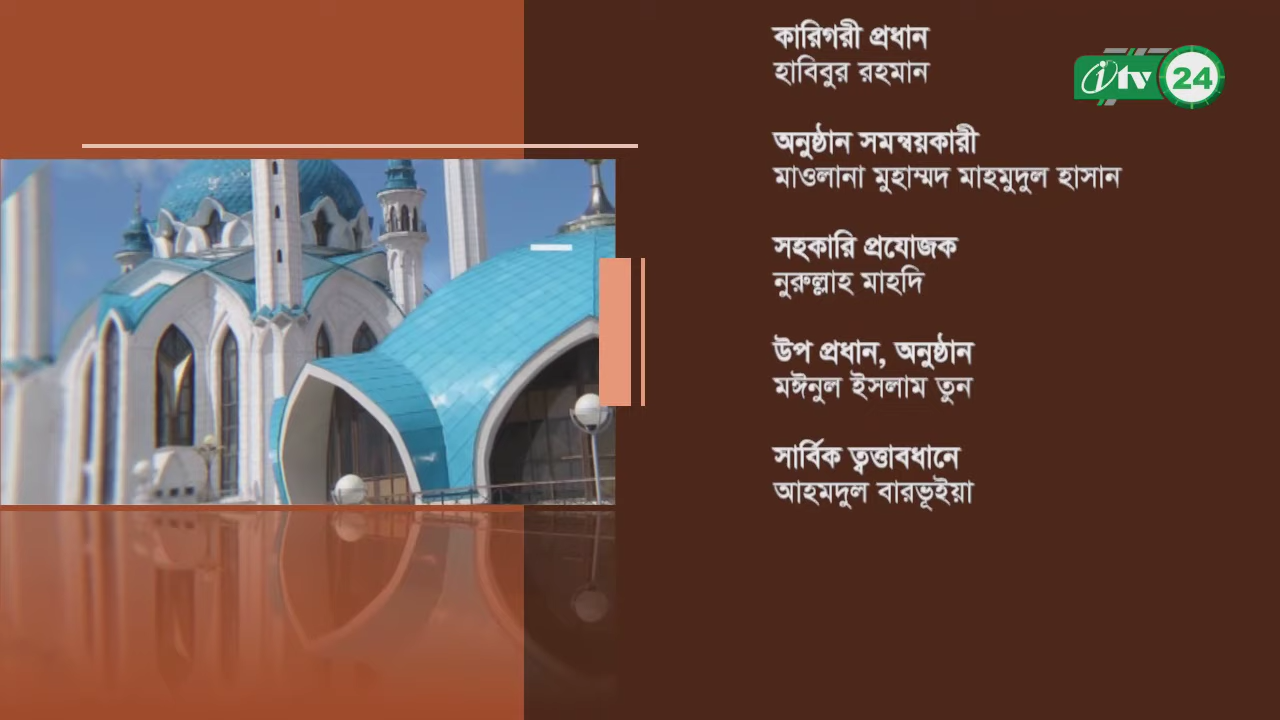 কারিগরী প্রধান
হাবিবুর রহমান
itv 24
অনুষ্ঠান সমন্বয়কারী
মাওলানা মুহাম্মদ মাহমুদুল হাসান
সহকারি প্রযোজক
নুরুল্লাহ মাহদি
উপ প্রধান, অনুষ্ঠান
মঈনুল ইসলাম তুন
সার্বিক ত্বত্তাবধানে
আহমদুল বারভূইয়া